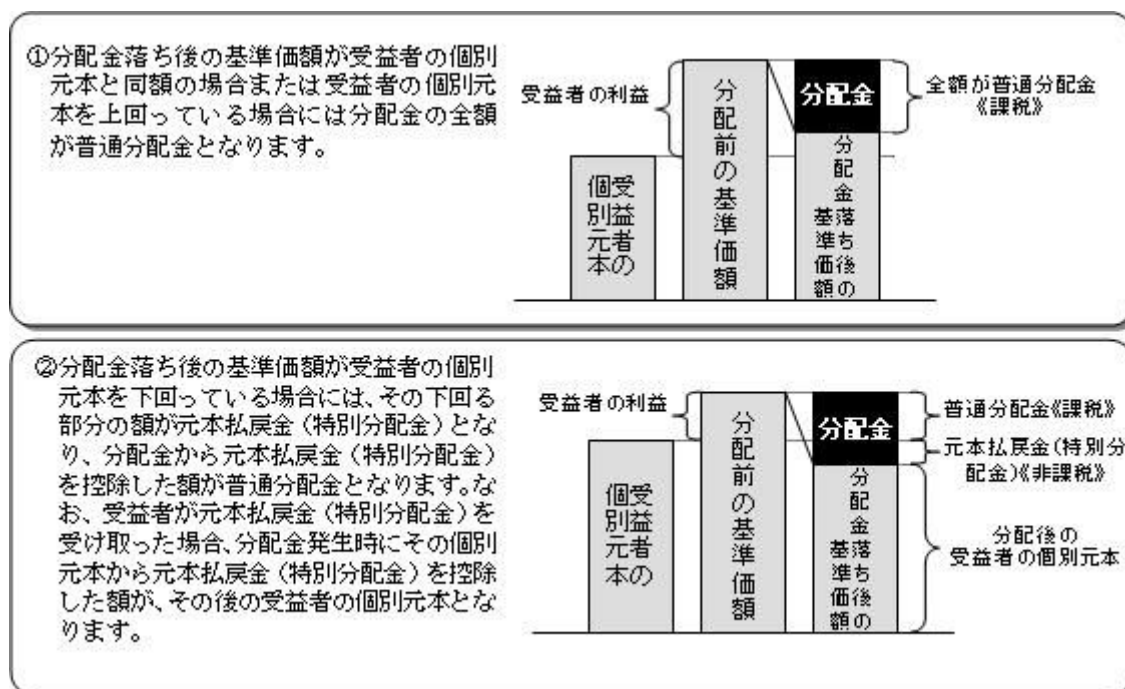 ①分配金落ち後の基準価額が受益者の個別
元本と同額の場合または受益者の個別元
本を上回っている場合には分配金の全額
が普通分配金となります。
受益者の利益
受益者の
個別元本
分配前の基準価額
分配金
分配金落ち後の
基準価額
全額が普通分配金
《課税》
②分配金落ち後の基準価額が受益者の個別
元本を下回っている場合には、その下回る
部分の額が元本払戻金(特別分配金)とな
り、分配金から元本払戻金(特別分配金)
を控除した額が普通分配金となります。な
お、受益者が元本払戻金(特別分配金)を
受け取った場合、分配金発生時にその個別
元本から元本払戻金(特別分配金)を控除
した額が、その後の受益者の個別元本とな
ります。
受益者の利益
受益者の
個別元本
分配前の基準価額
分配金
分配金落ち後の
基準価額
普通分配金《課税》
元本払戻金(特別分
配金)《非課税》
分配後の
受益者の個別元本